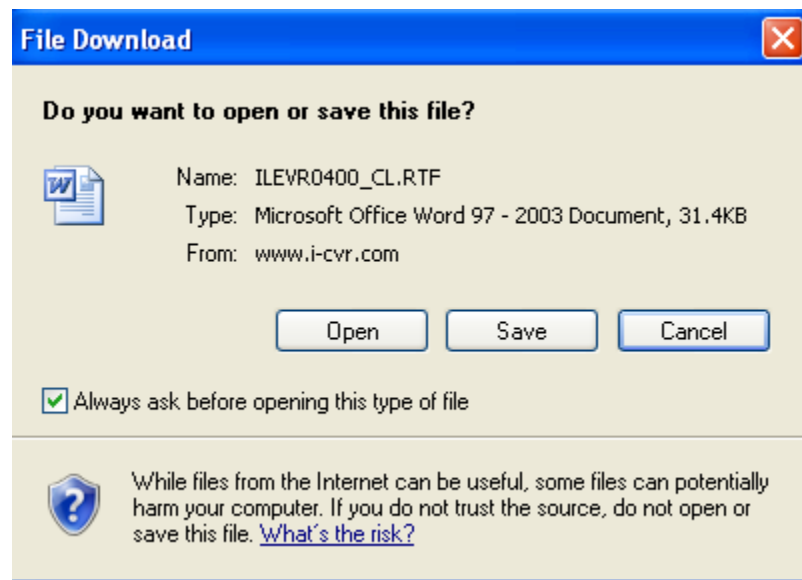 File Download
Do you want to open or save this file?
Name: ILEVR0400_CL.RTF
Type: Microsoft Office Word 97 - 2003 Document, 31.4KB
From: www.i-cvr.com
Open Save Cancel
Always ask before opening this type of file
While files from the Internet can be useful, some files can potentially
harm your computer. If you do not trust the source, do not open or
save this file. What's the risk?